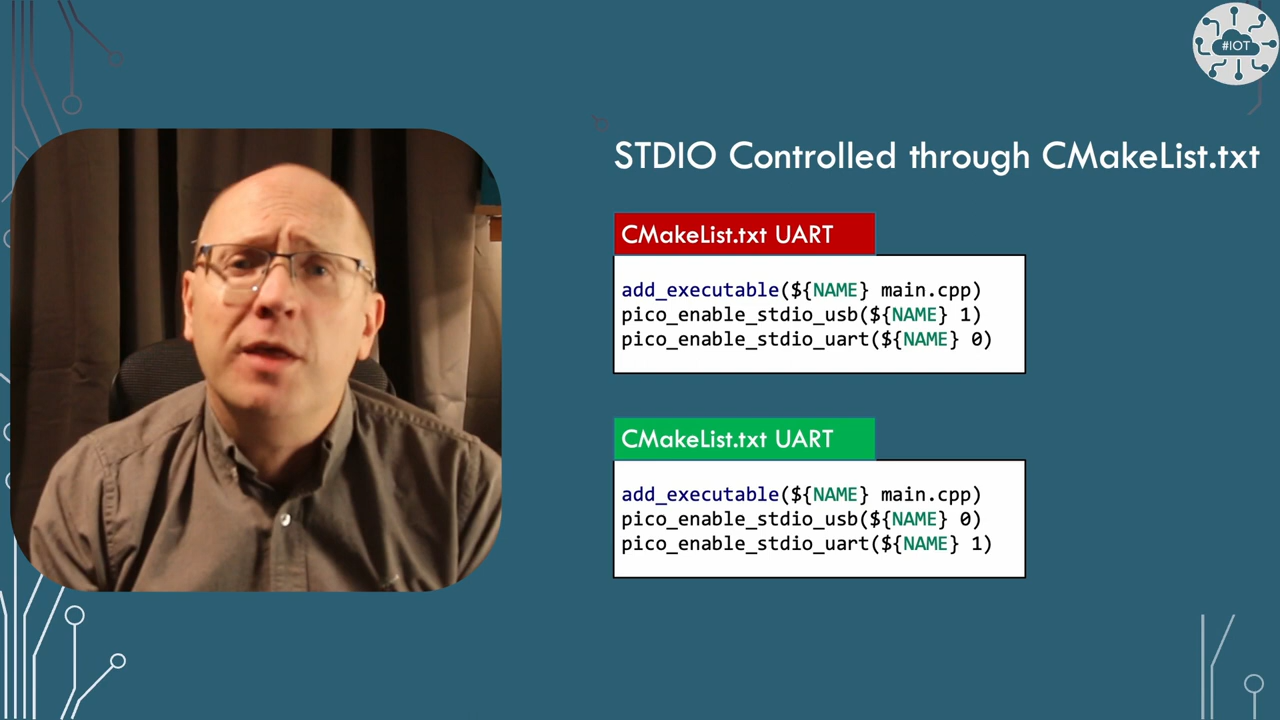 #IOT
STDIO Controlled through CMakeList.txt
CMakeList.txt UART
add_executable(${NAME} main.cpp)
pico_enable_stdio_usb(${NAME} 1)
pico_enable_stdio_uart(${NAME} 0)
CMakeList.txt UART
add_executable(${NAME} main.cpp)
pico_enable_stdio_usb(${NAME} 0)
pico_enable_stdio_uart(${NAME} 1)